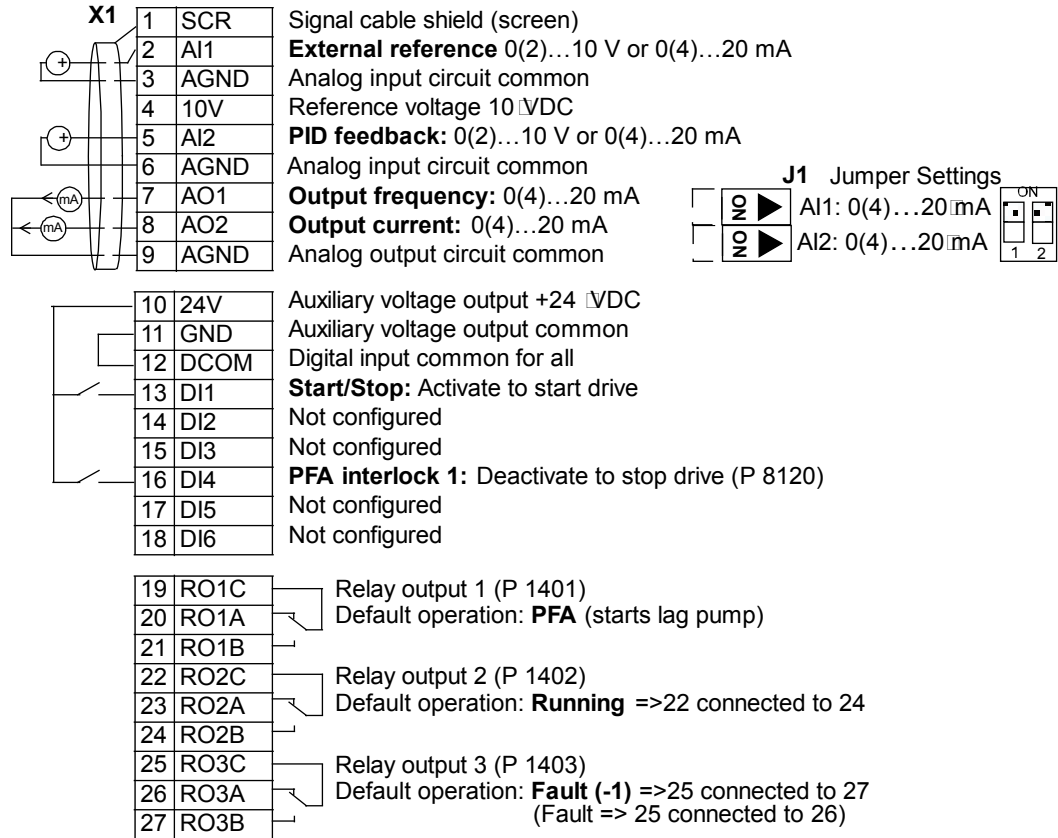 X1
1 SCR Signal cable shield (screen)
2 AI1 External reference 0(2)…10 V or 0(4)…20 mA
3 AGND Analog input circuit common
4 10V Reference voltage 10 VDC
5 AI2 PID feedback: 0(2)…10 V or 0(4)…20 mA
6 AGND Analog input circuit common
7 AO1 Output frequency: 0(4)…20 mA
8 AO2 Output current: 0(4)…20 mA
9 AGND Analog output circuit common
+
+
mA
mA
J1 Jumper Settings
ON AI1: 0(4)…20 mA
ON AI2: 0(4)…20 mA
ON
1 2
10 24V Auxiliary voltage output +24 VDC
11 GND Auxiliary voltage output common
12 DCOM Digital input common for all
13 DI1 Start/Stop: Activate to start drive
14 DI2 Not configured
15 DI3 Not configured
16 DI4 PFA interlock 1: Deactivate to stop drive (P 8120)
17 DI5 Not configured
18 DI6 Not configured
19 RO1C Relay output 1 (P 1401)
20 RO1A Default operation: PFA (starts lag pump)
21 RO1B
22 RO2C Relay output 2 (P 1402)
23 RO2A Default operation: Running =>22 connected to 24
24 RO2B
25 RO3C Relay output 3 (P 1403)
26 RO3A Default operation: Fault (-1) =>25 connected to 27
27 RO3B (Fault => 25 connected to 26)